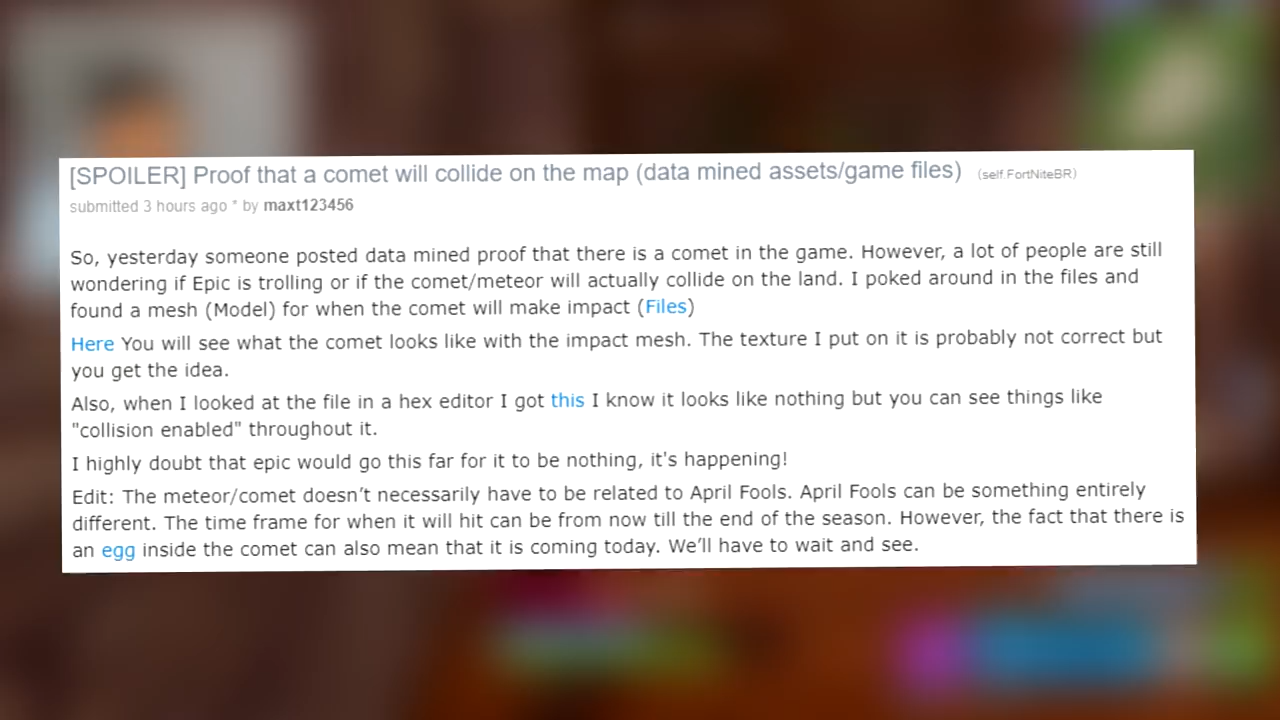 [SPOILER] Proof that a comet will collide on the map (data mined assets/game files) (self.FortNiteBR)
submitted 3 hours ago * by maxt123456
So, yesterday someone posted data mined proof that there is a comet in the game. However, a lot of people are still
wondering if Epic is trolling or if the comet/meteor will actually collide on the land. I poked around in the files and
found a mesh (Model) for when the comet will make impact (Files)
Here You will see what the comet looks like with the impact mesh. The texture I put on it is probably not correct but
you get the idea.
Also, when I looked at the file in a hex editor I got this I know it looks like nothing but you can see things like
"collision enabled" throughout it.
I highly doubt that epic would go this far for it to be nothing, it's happening!
Edit: The meteor/comet doesn’t necessarily have to be related to April Fools. April Fools can be something entirely
different. The time frame for when it will hit can be from now till the end of the season. However, the fact that there is
an egg inside the comet can also mean that it is coming today. We’ll have to wait and see.